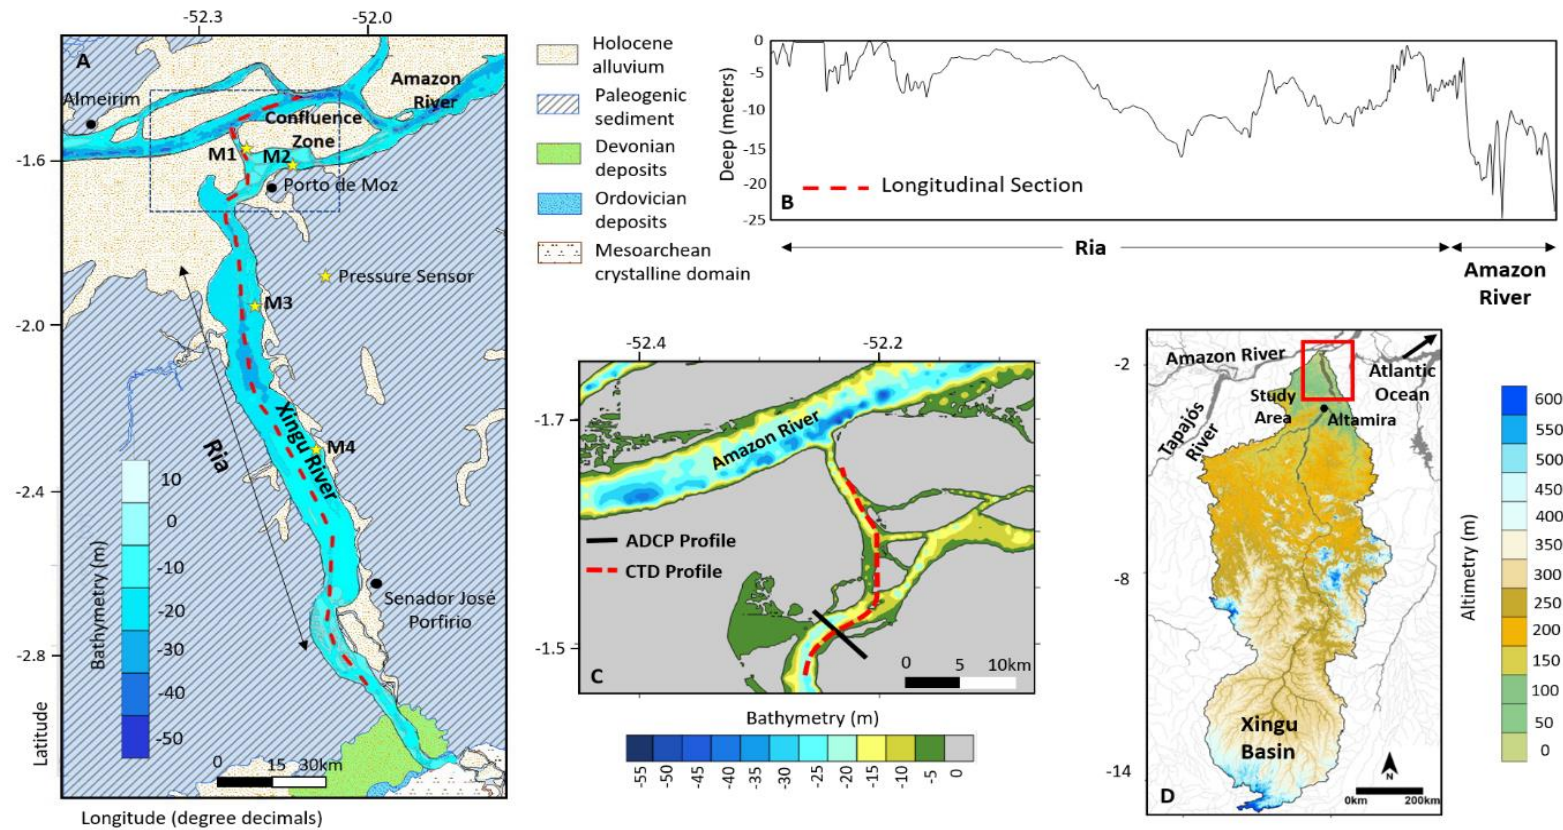 -52.3
-52.0
A
Almeirim
Amazon
River
Confluence
Zone
M1
M2
Porto de Moz
-1.6
Pressure Sensor
M3
-2.0
Xingu River
Ria
M4
-2.4
Bathymetry (m)
10
0
-10
-20
-30
-40
-50
Senador José
Porfirio
-2.8
Latitude
0 15 30km
Longitude (degree decimals)
Holocene
alluvium
Paleogenic
sediment
Devonian
deposits
Ordovician
deposits
Mesoarchean
crystalline domain
Deep (meters)
0
-5
-10
-15
-20
-25
Longitudinal Section
B
Ria
Amazon
River
-52.4
-52.2
-1.7
Amazon River
ADCP Profile
CTD Profile
-1.5
C
0 5 10km
Bathymetry (m)
-55 -50 -45 -40 -35 -30 -25 -20 -15 -10 -5 0
-2
Amazon River
Atlantic
Ocean
Study
Area
Altamira
Tapajós
River
-8
Xingu
Basin
-14
N
D
0km 200km
Altimetry (m)
600
550
500
450
400
350
300
250
200
150
100
50
0